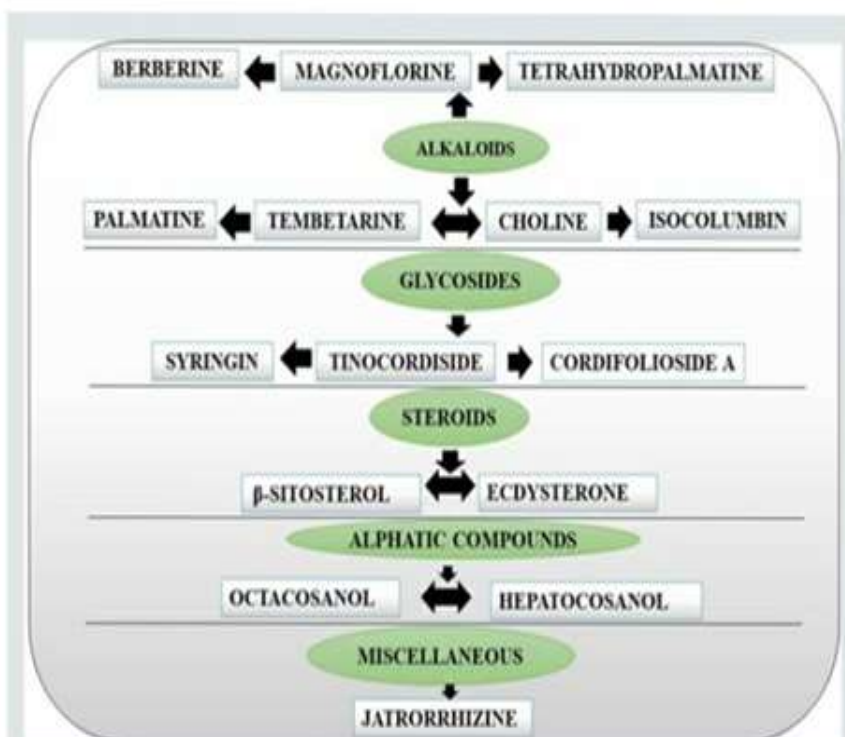 BERBERINE MAGNOFLORINE TETRAHYDROPALMATINE
ALKALOIDS
PALMATINE TEMBETARINE CHOLINE ISOCOLUMBIN
GLYCOSIDES
SYRINGIN TINOCORDISIDE CORDIFOLIOSIDE A
STEROIDS
β-SITOSTEROL ECDYSTERONE
ALPHATIC COMPOUNDS
OCTACOSANOL HEPATOCOSANOL
MISCELLANEOUS
JATRORRHIZINE